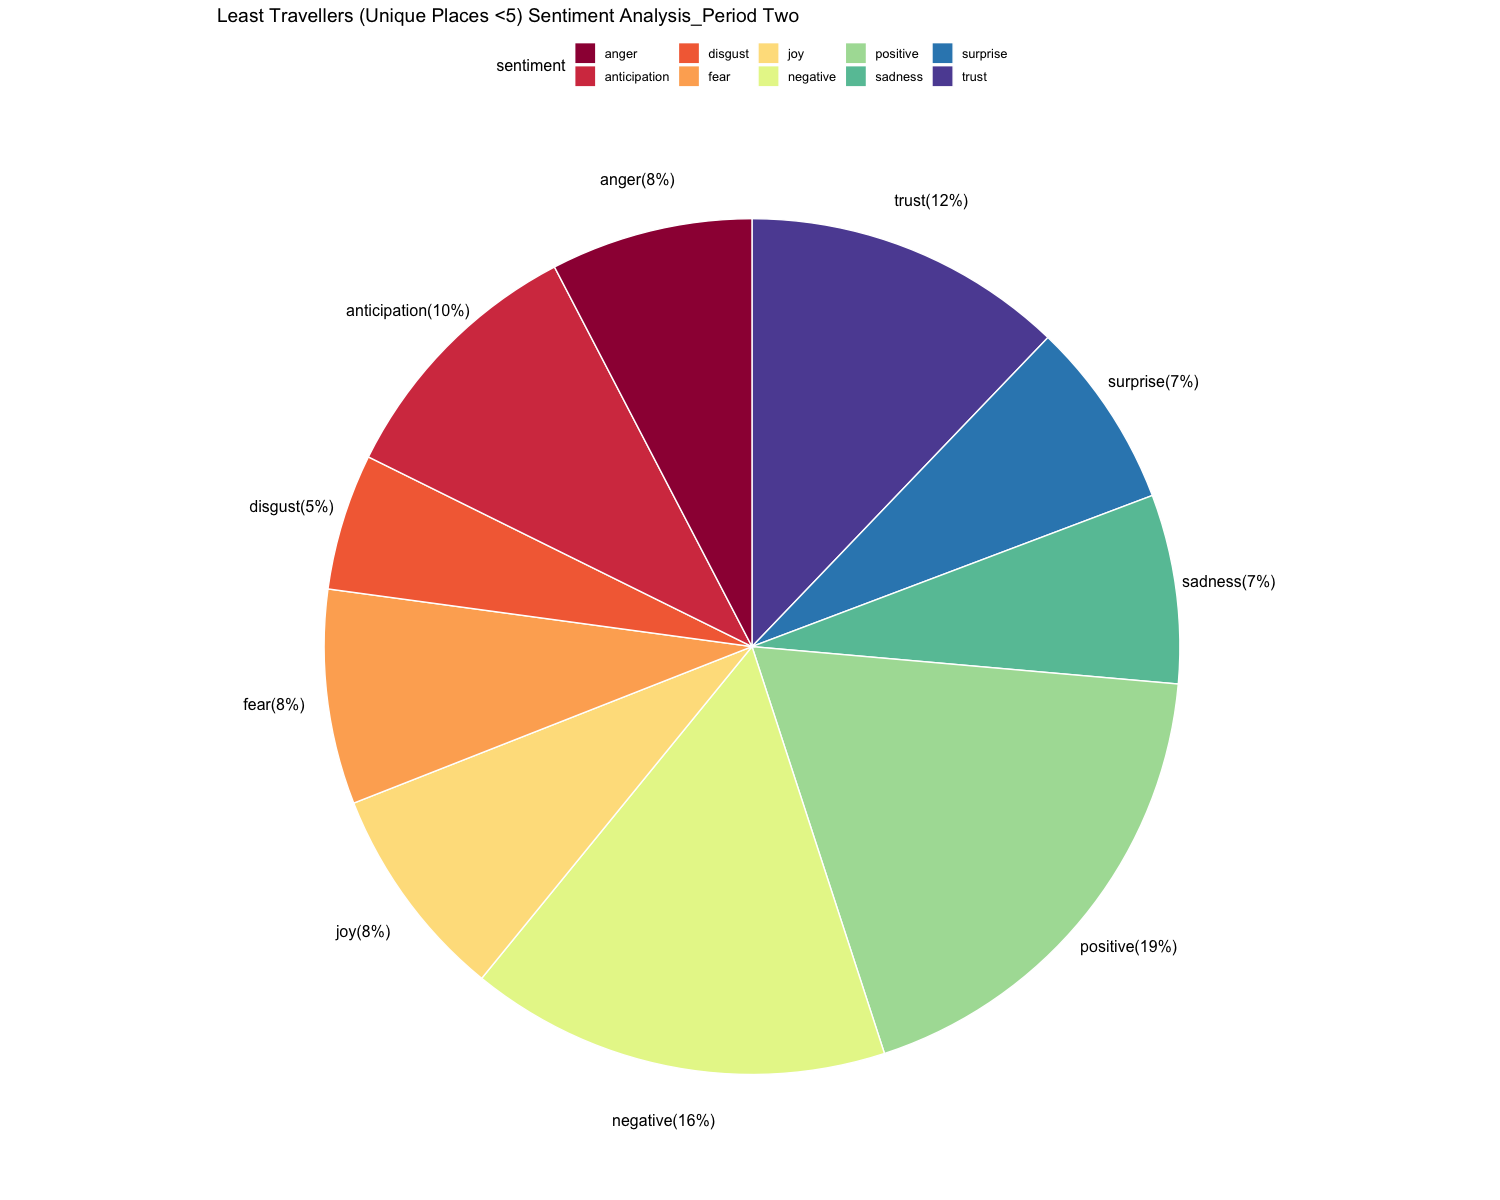 Least Travellers (Unique Places <5) Sentiment Analysis_Period Two
sentiment
anger disgust joy positive surprise
anticipation fear negative sadness trust
anger(8%)
trust(12%)
anticipation(10%)
surprise(7%)
disgust(5%)
sadness(7%)
fear(8%)
joy(8%)
positive(19%)
negative(16%)